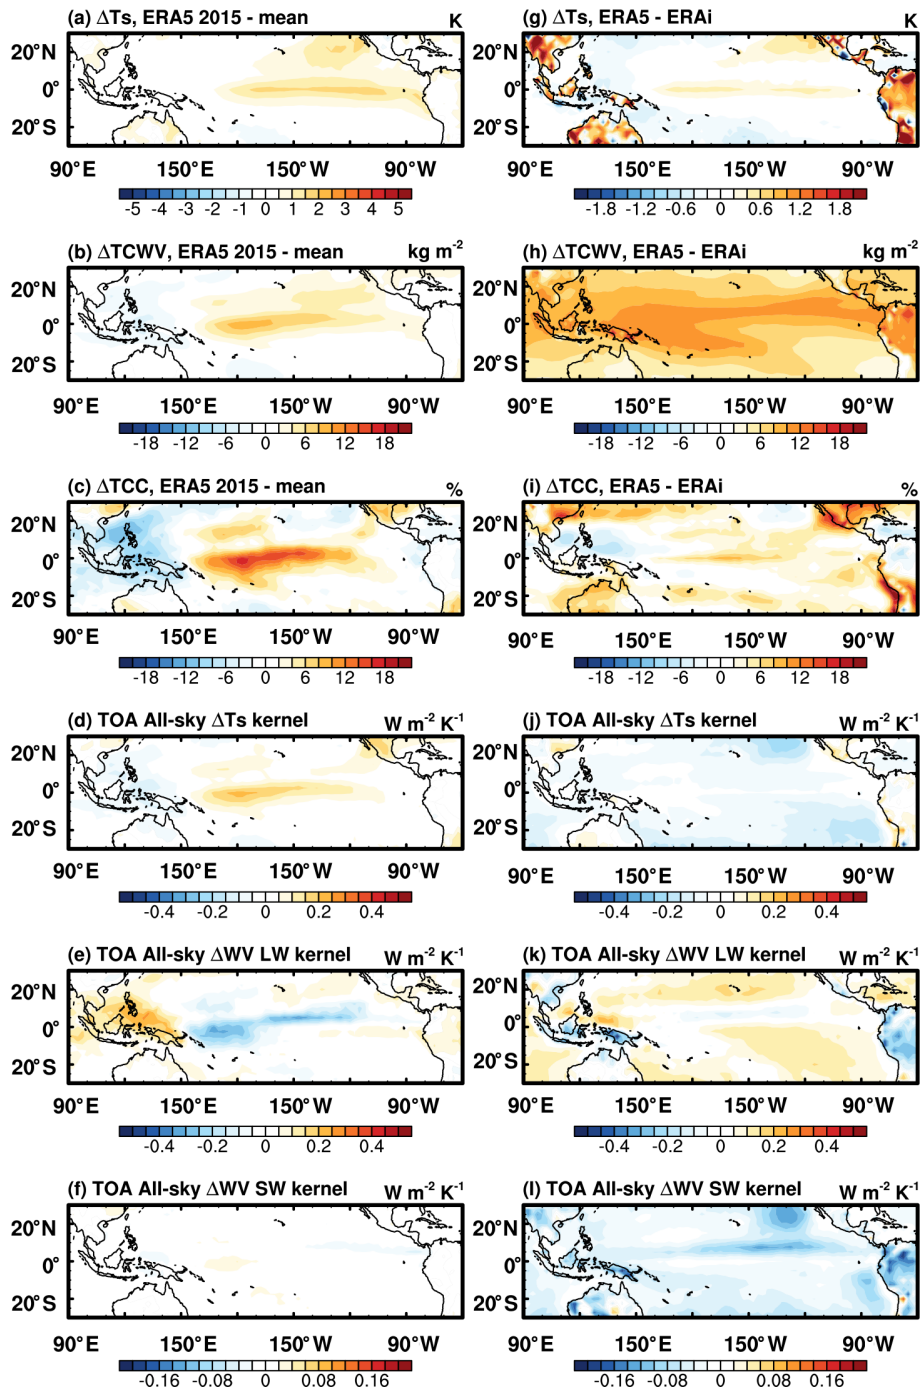 (a) ΔTs, ERA5 2015 - mean K
20°N
0°
20°S
90°E 150°E 150°W 90°W
-5 -4 -3 -2 -1 0 1 2 3 4 5
(g) ΔTs, ERA5 - ERAi K
20°N
0°
20°S
90°E 150°E 150°W 90°W
-1.8 -1.2 -0.6 0 0.6 1.2 1.8
(b) ΔTCWV, ERA5 2015 - mean kg m⁻²
20°N
0°
20°S
90°E 150°E 150°W 90°W
-18 -12 -6 0 6 12 18
(h) ΔTCWV, ERA5 - ERAi kg m⁻²
20°N
0°
20°S
90°E 150°E 150°W 90°W
-18 -12 -6 0 6 12 18
(c) ΔTCC, ERA5 2015 - mean %
20°N
0°
20°S
90°E 150°E 150°W 90°W
-18 -12 -6 0 6 12 18
(i) ΔTCC, ERA5 - ERAi %
20°N
0°
20°S
90°E 150°E 150°W 90°W
-18 -12 -6 0 6 12 18
(d) TOA All-sky ΔTs kernel W m⁻² K⁻¹
20°N
0°
20°S
90°E 150°E 150°W 90°W
-0.4 -0.2 0 0.2 0.4
(j) TOA All-sky ΔTs kernel W m⁻² K⁻¹
20°N
0°
20°S
90°E 150°E 150°W 90°W
-0.4 -0.2 0 0.2 0.4
(e) TOA All-sky ΔWV LW kernel W m⁻² K⁻¹
20°N
0°
20°S
90°E 150°E 150°W 90°W
-0.4 -0.2 0 0.2 0.4
(k) TOA All-sky ΔWV LW kernel W m⁻² K⁻¹
20°N
0°
20°S
90°E 150°E 150°W 90°W
-0.4 -0.2 0 0.2 0.4
(f) TOA All-sky ΔWV SW kernel W m⁻² K⁻¹
20°N
0°
20°S
90°E 150°E 150°W 90°W
-0.16 -0.08 0 0.08 0.16
(l) TOA All-sky ΔWV SW kernel W m⁻² K⁻¹
20°N
0°
20°S
90°E 150°E 150°W 90°W
-0.16 -0.08 0 0.08 0.16